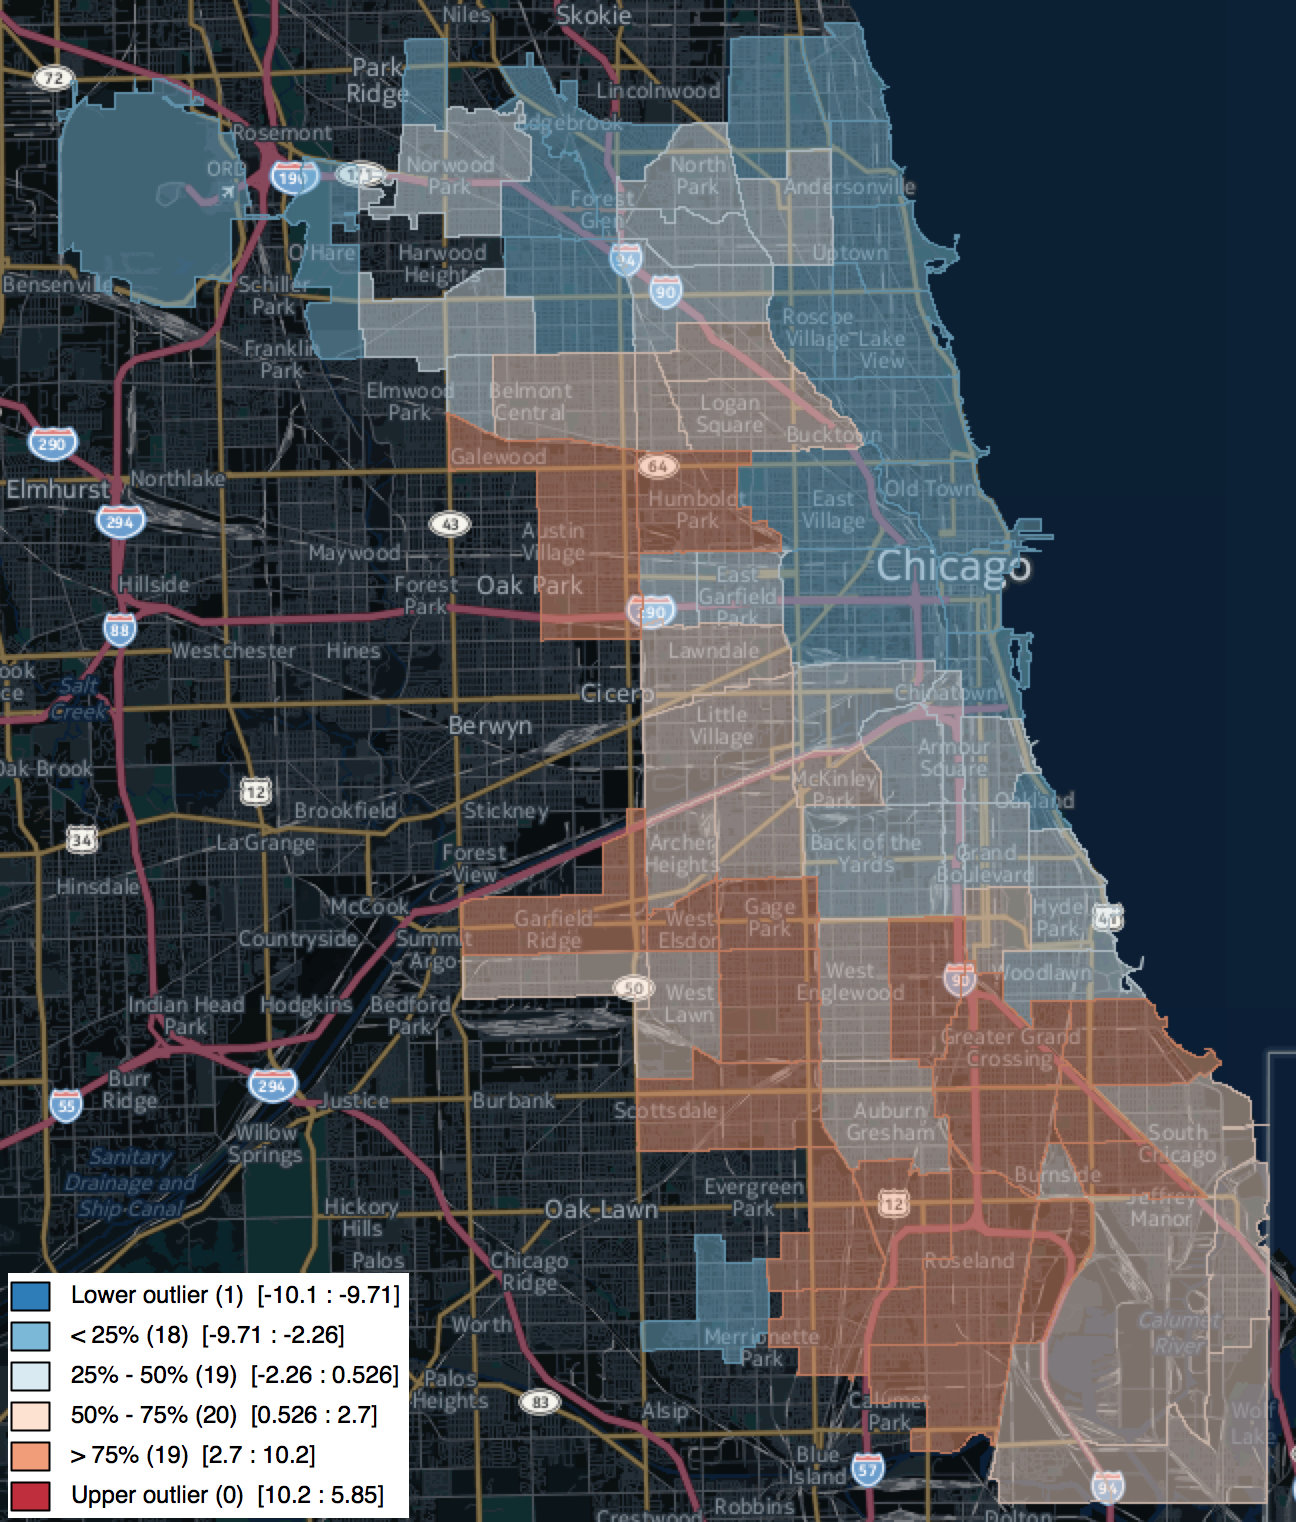 Niles
Skokie
72
Park
Ridge
Lincolnwood
Edgebrook
Rosemont
ORD
190
171
Norwood
Park
North
Park
Andersonville
Forest
Glen
O'Hare
Harwood
Heights
94
Uptown
Bensenville
Schiller
Park
90
Roscoe
Village
Lake
View
Franklin
Park
Elmwood
Park
Belmont
Central
Logan
Square
Bucktown
290
Galewood
64
Northlake
Elmhurst
Humboldt
Park
East
Village
Old Town
294
43
Austin
Village
Maywood
Chicago
Hillside
Forest
Park
Oak Park
East
Garfield
Park
290
88
Westchester
Hines
Lawndale
ook
ce
Salt
Creek
Cicero
Chinatown
Berwyn
Little
Village
Armour
Square
Oak Brook
12
McKinley
Park
Oakland
Brookfield
Stickney
34
La Grange
Forest
View
Archer
Heights
Back of the
Yards
Grand
Boulevard
Hinsdale
McCook
Garfield
Ridge
West
Elsdon
Gage
Park
Hyde
Park
41
Countryside
Summit
Argo
50
West
Lawn
West
Englewood
90
Woodlawn
Indian Head
Park
Hodgkins
Bedford
Park
Greater Grand
Crossing
Burr
Ridge
294
55
Justice
Burbank
Scottsdale
Auburn
Gresham
South
Chicago
Willow
Springs
Sanitary
Drainage and
Ship Canal
Burnside
Evergreen
Park
Jeffrey
Manor
Hickory
Hills
Oak Lawn
12
Palos
Chicago
Ridge
Roseland
Worth
Merrionette
Park
Calumet
River
Palos
Heights
83
Alsip
Calumet
Park
Wolf
Lake
Blue
Island
57
94
Robbins
Crestwood
Dolton
Lower outlier (1) [-10.1 : -9.71]
< 25% (18) [-9.71 : -2.26]
25% - 50% (19) [-2.26 : 0.526]
50% - 75% (20) [0.526 : 2.7]
> 75% (19) [2.7 : 10.2]
Upper outlier (0) [10.2 : 5.85]